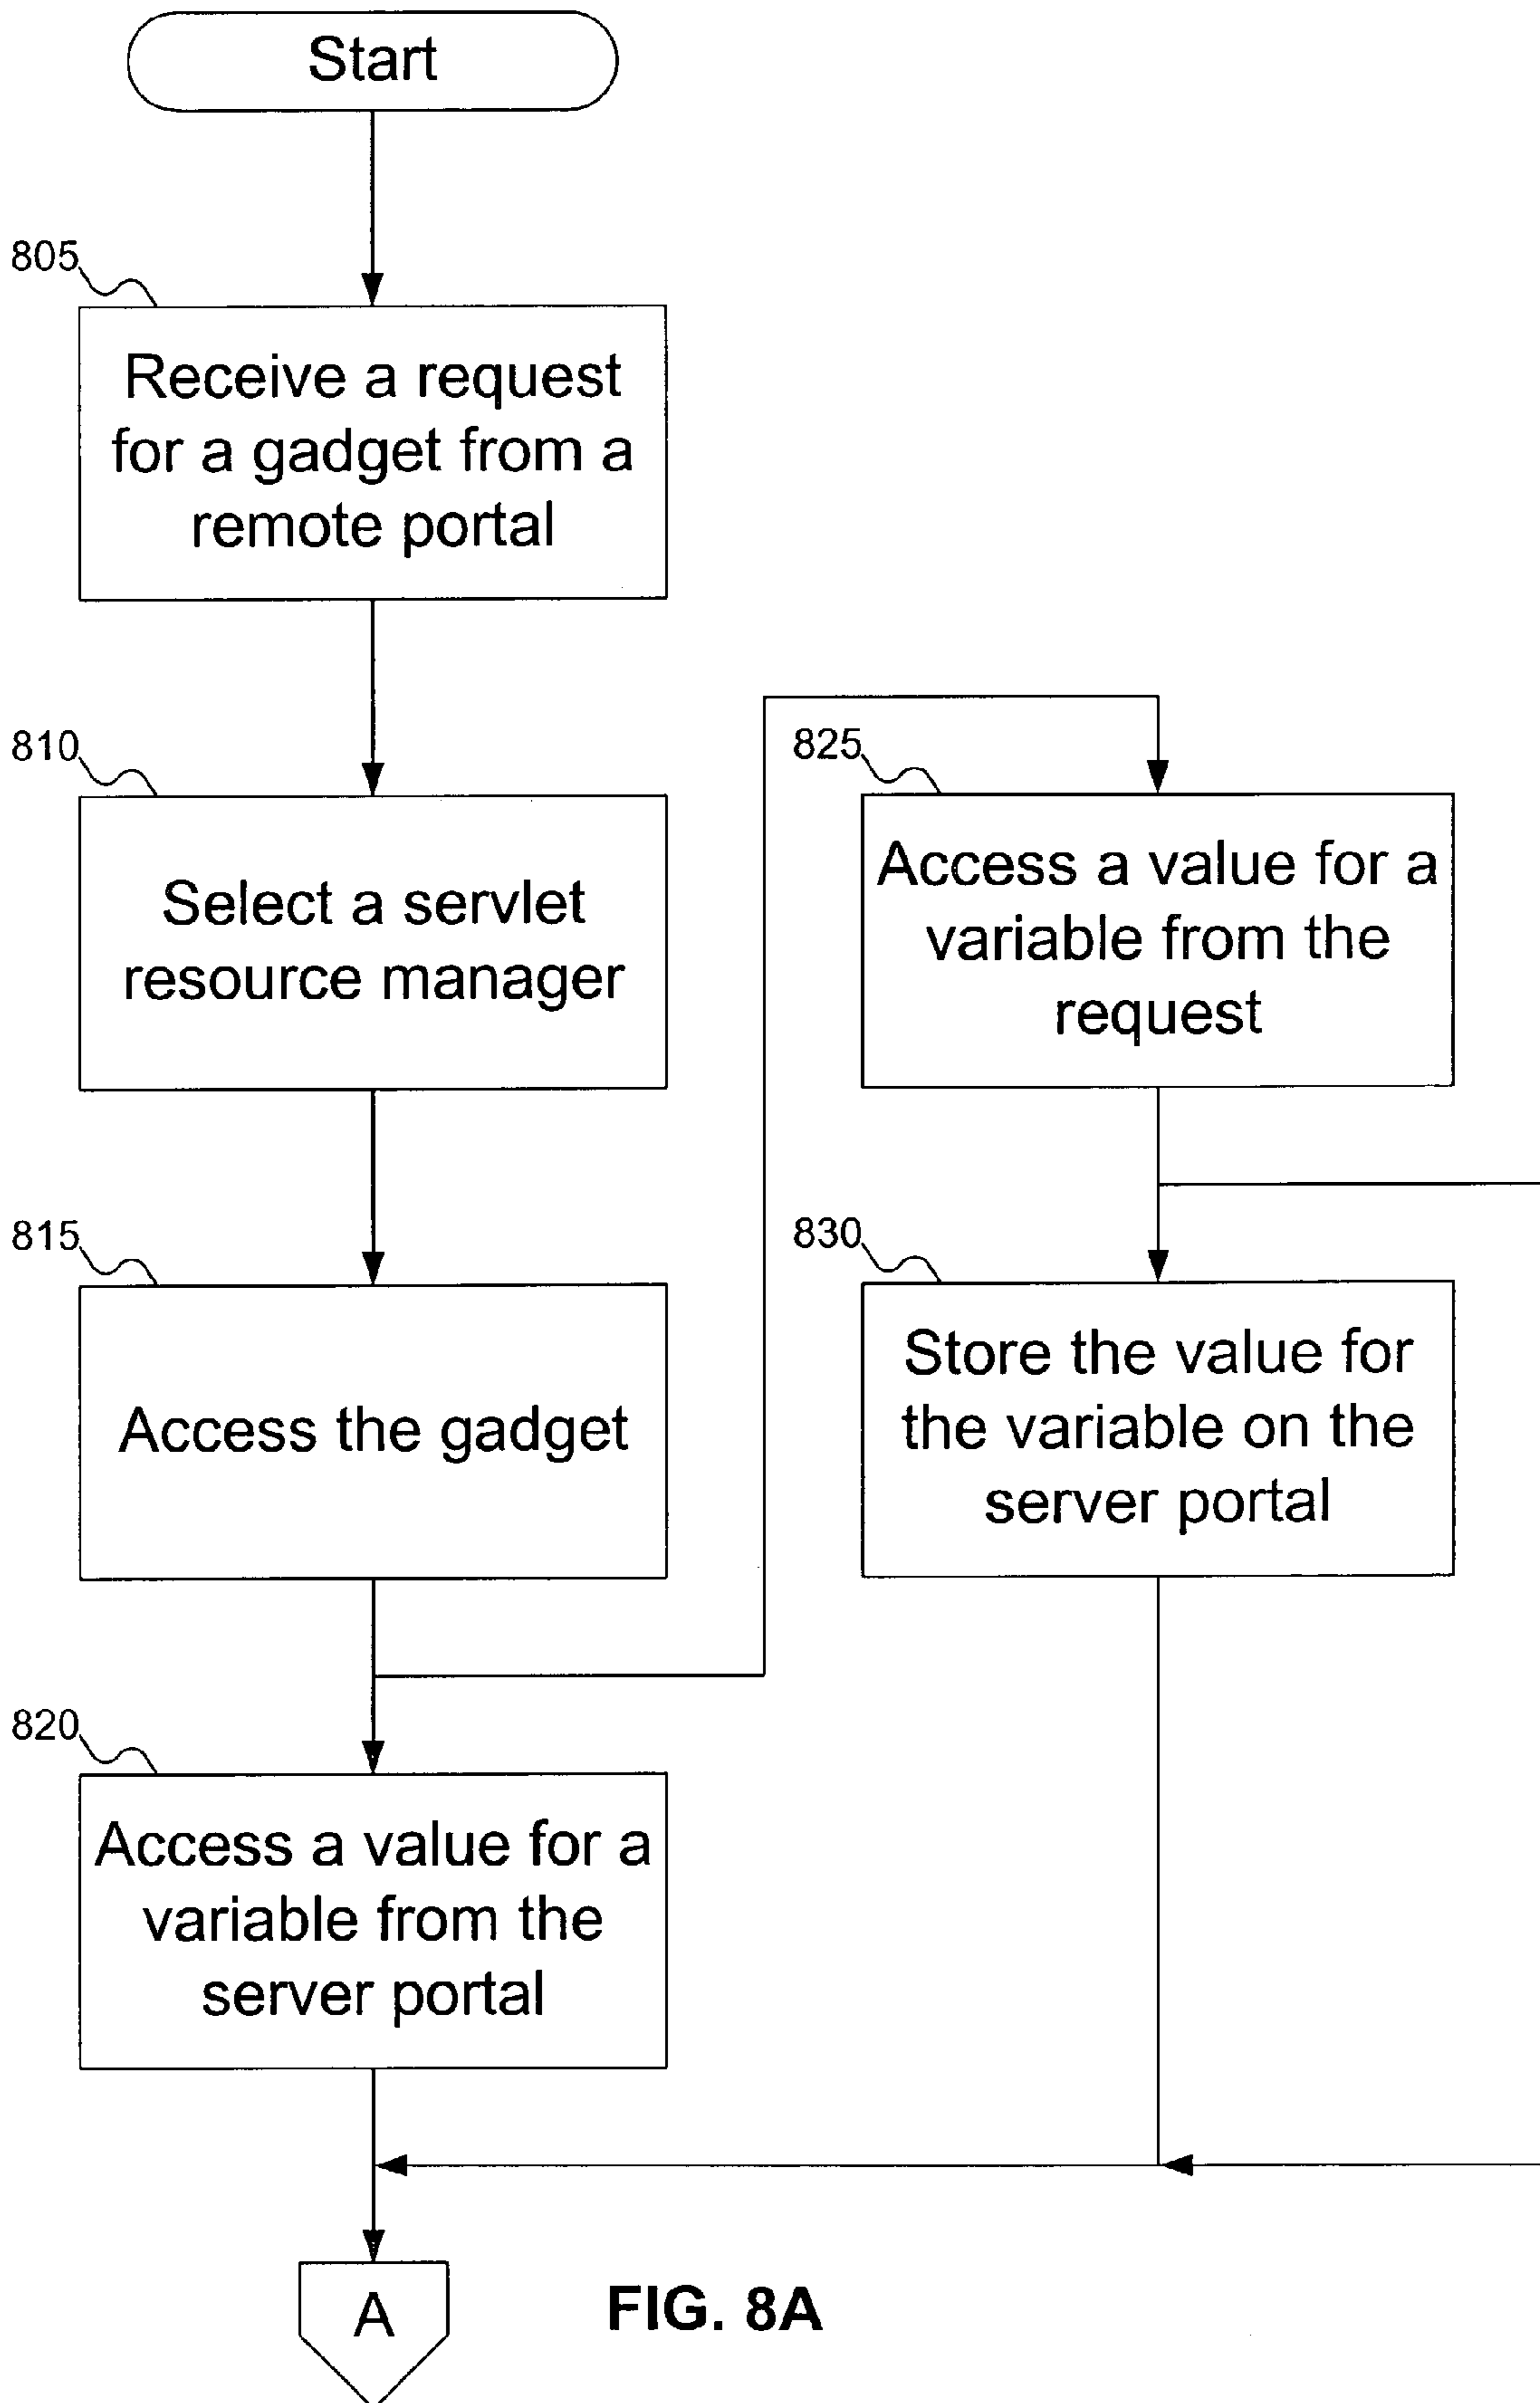 Start
805
Receive a request
for a gadget from a
remote portal
810
Select a servlet
resource manager
815
Access the gadget
820
Access a value for a
variable from the
server portal
825
Access a value for a
variable from the
request
830
Store the value for
the variable on the
server portal
A
FIG. 8A